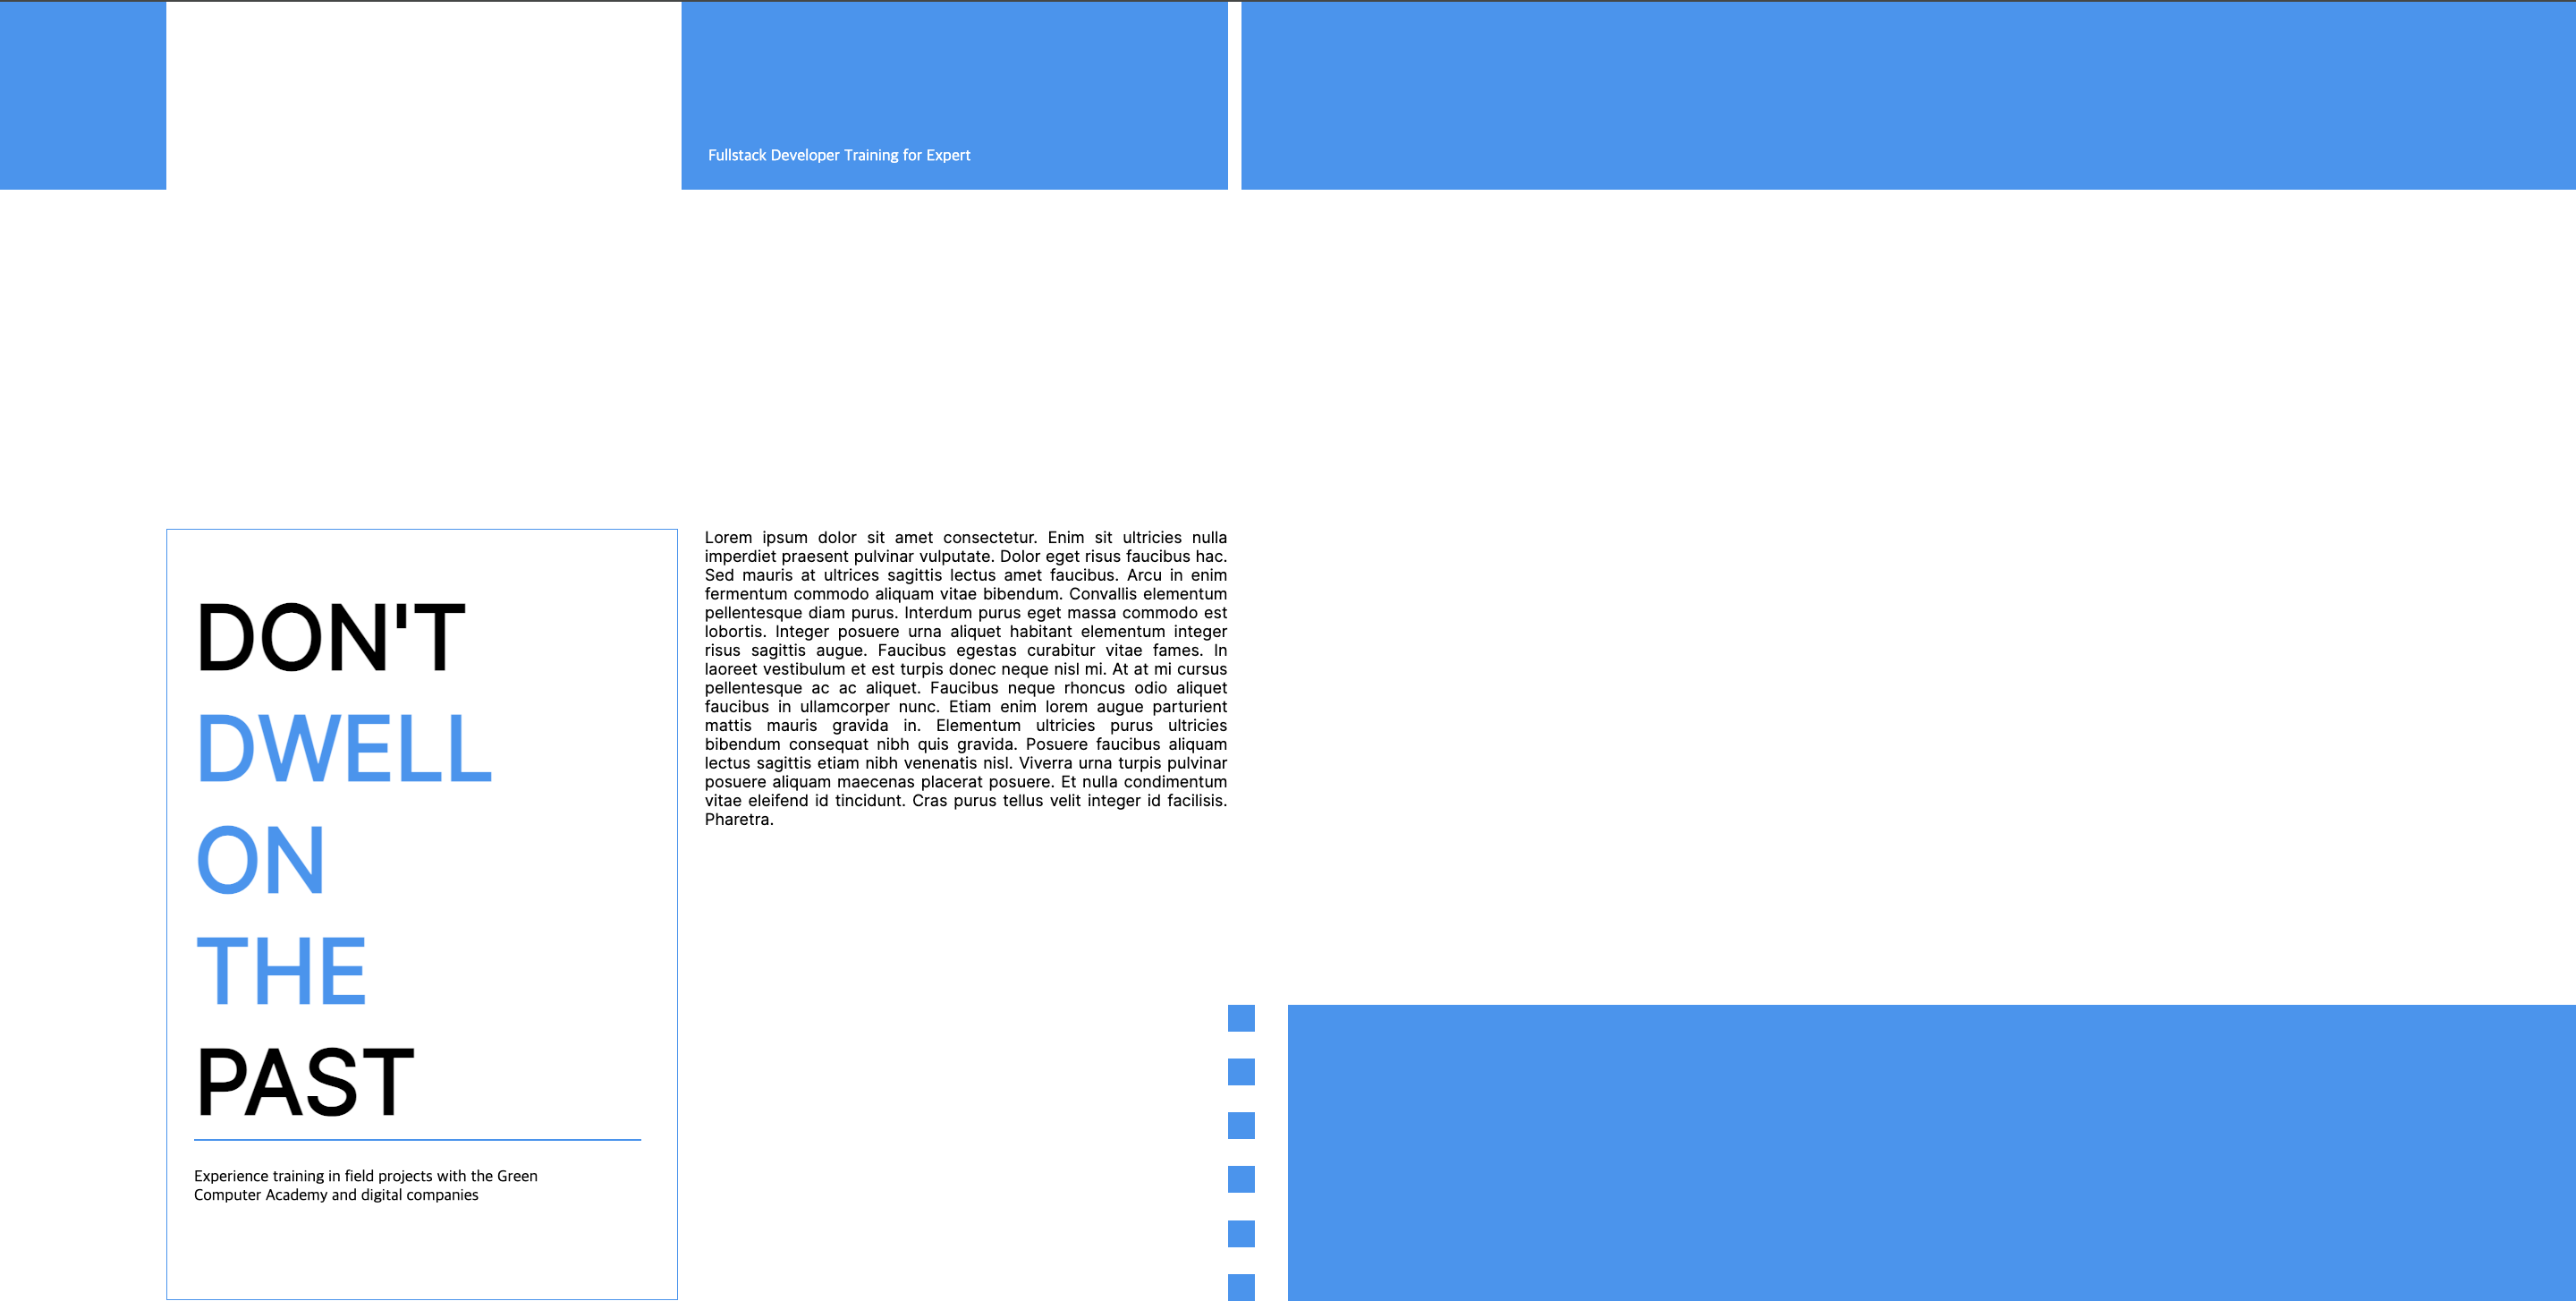 Fullstack Developer Training for Expert
DON'T
DWELL
ON
THE
PAST
Experience training in field projects with the Green
Computer Academy and digital companies
Lorem ipsum dolor sit amet consectetur. Enim sit ultricies nulla
imperdiet praesent pulvinar vulputate. Dolor eget risus faucibus hac.
Sed mauris at ultrices sagittis lectus amet faucibus. Arcu in enim
fermentum commodo aliquam vitae bibendum. Convallis elementum
pellentesque diam purus. Interdum purus eget massa commodo est
lobortis. Integer posuere urna aliquet habitant elementum integer
risus sagittis augue. Faucibus egestas curabitur vitae fames. In
laoreet vestibulum et est turpis donec neque nisl mi. At at mi cursus
pellentesque ac ac aliquet. Faucibus neque rhoncus odio aliquet
faucibus in ullamcorper nunc. Etiam enim lorem augue parturient
mattis mauris gravida in. Elementum ultricies purus ultricies
bibendum consequat nibh quis gravida. Posuere faucibus aliquam
lectus sagittis etiam nibh venenatis nisl. Viverra urna turpis pulvinar
posuere aliquam maecenas placerat posuere. Et nulla condimentum
vitae eleifend id tincidunt. Cras purus tellus velit integer id facilisis.
Pharetra.